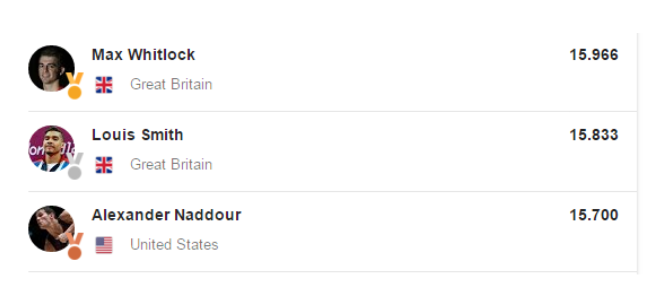 Max Whitlock 15.966
Great Britain
Louis Smith 15.833
Great Britain
Alexander Naddour 15.700
United States